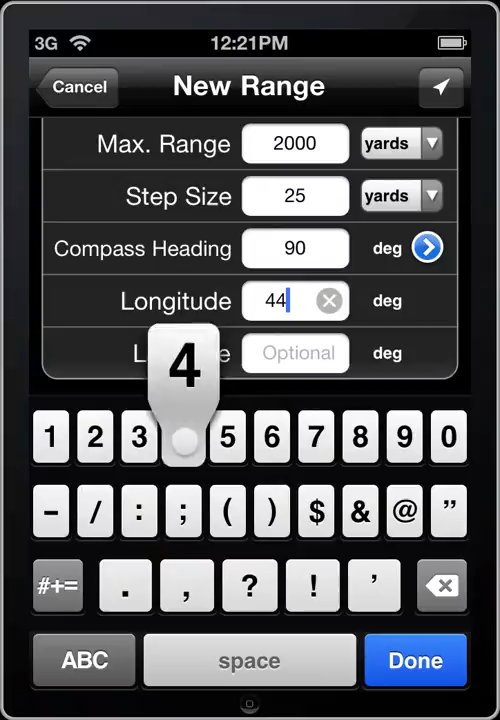 3G 12:21PM
Cancel New Range
Max. Range 2000 yards
Step Size 25 yards
Compass Heading 90 deg
Longitude 44 deg
4
Optional deg
1 2 3 5 6 7 8 9 0
- / : ; ( ) $ & @ ”
#+= . , ? ! ’
ABC space Done